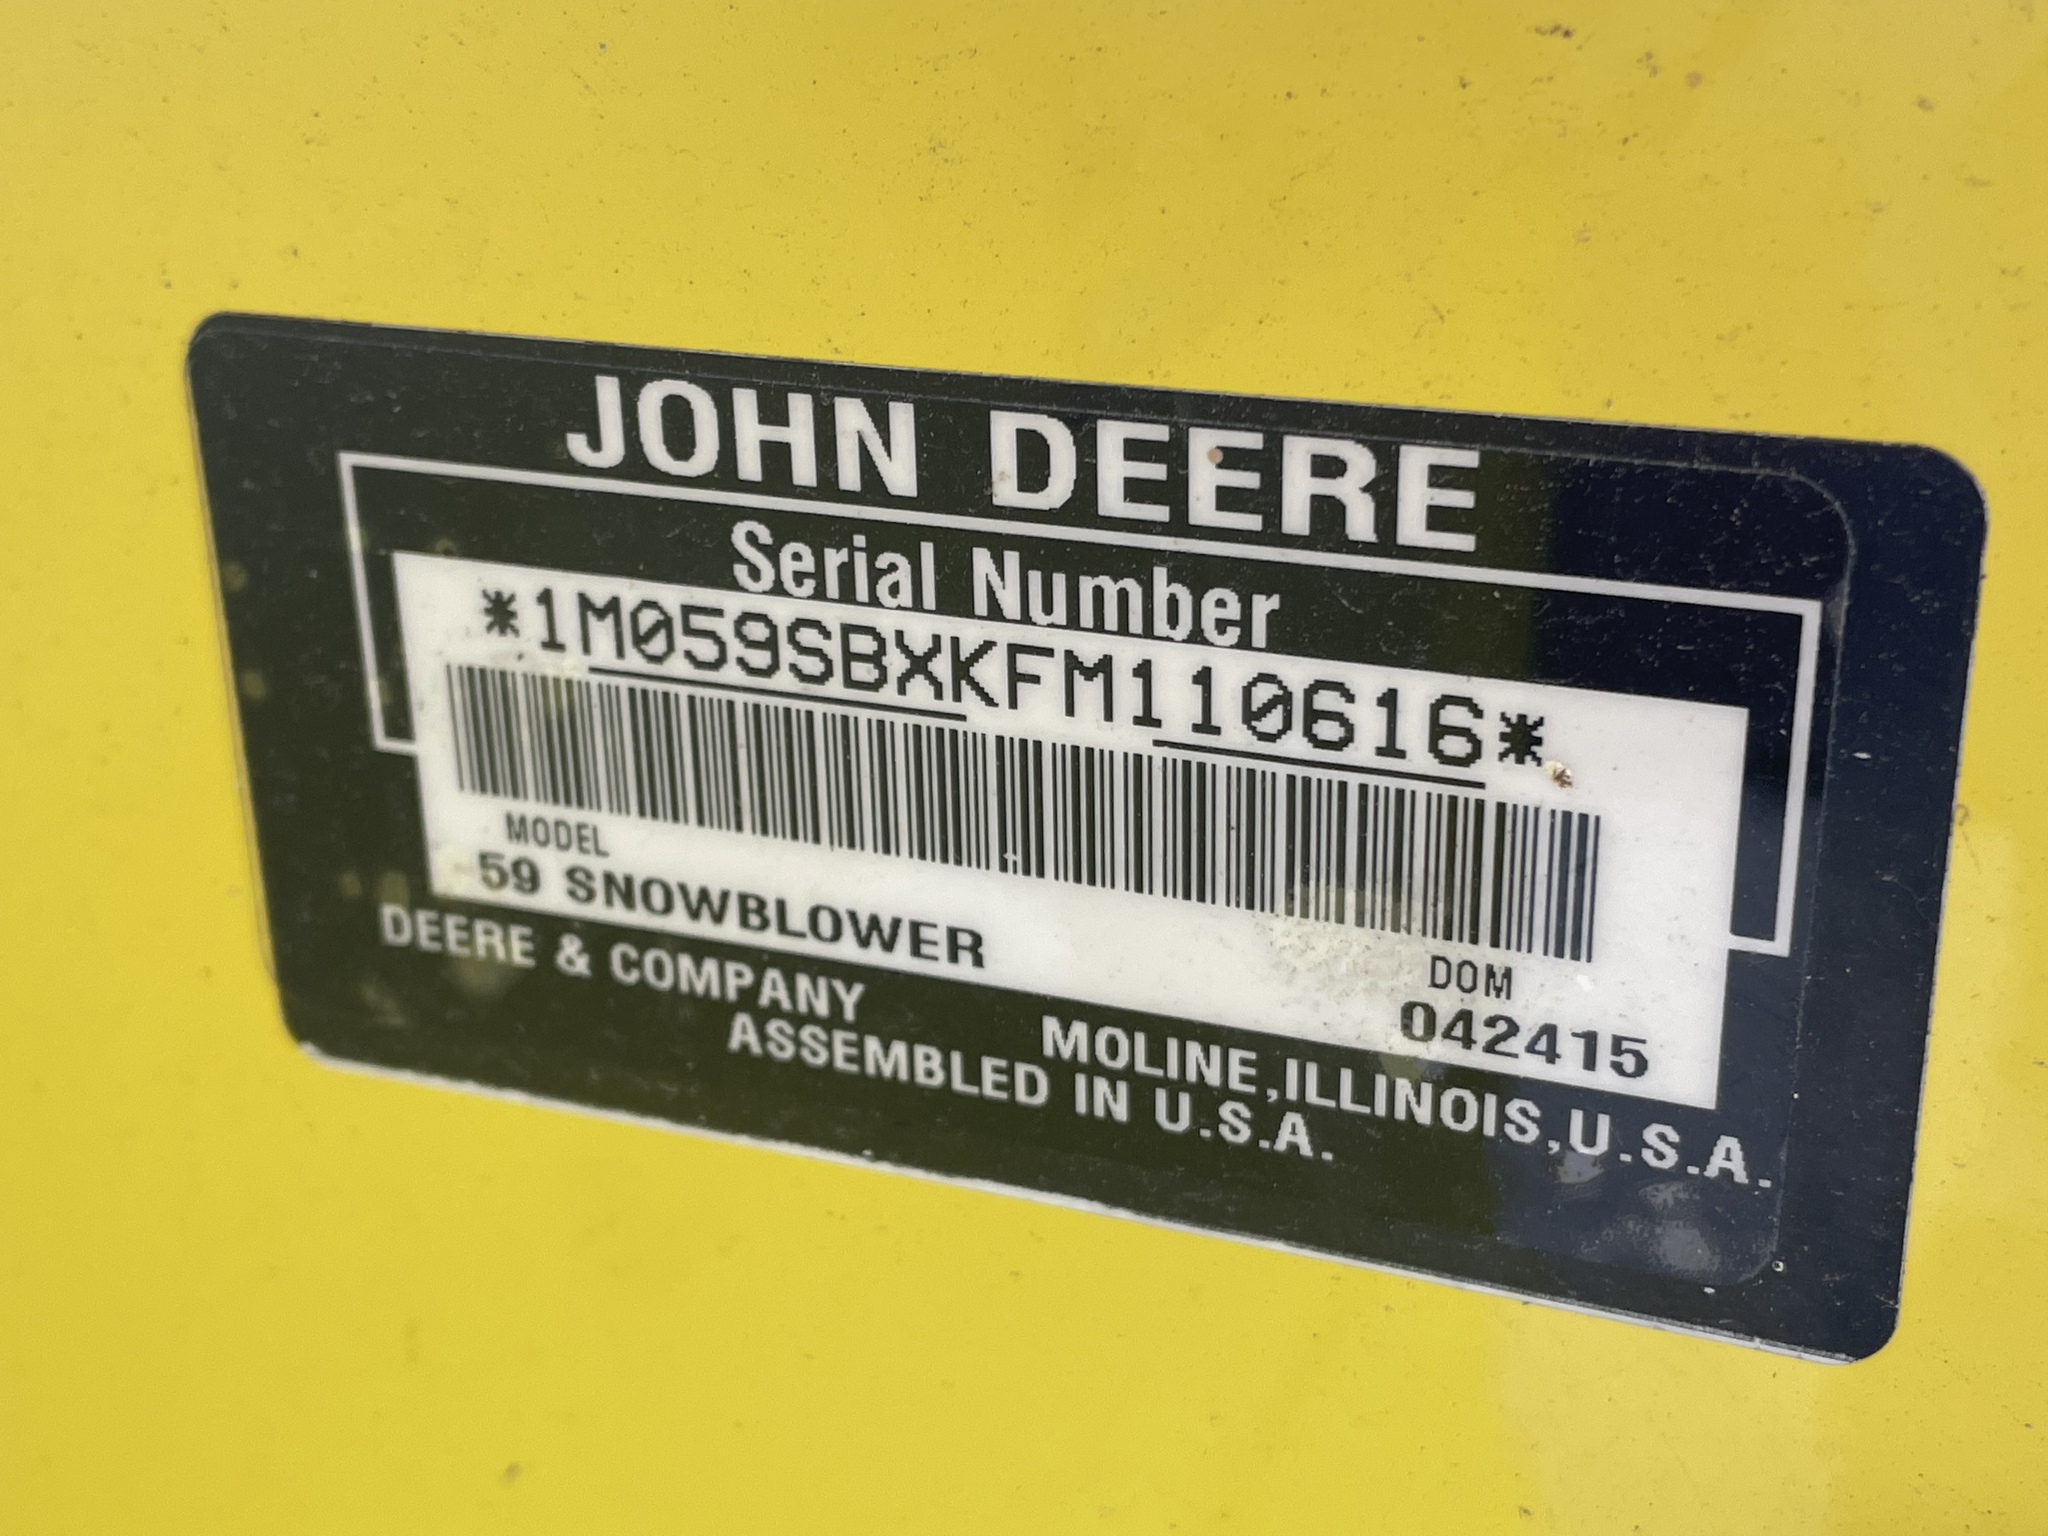 JOHN DEERE
Serial Number
*1M059SBXKFM110616*
MODEL
59 SNOWBLOWER
DOM
042415
DEERE & COMPANY MOLINE,ILLINOIS,U.S.A.
ASSEMBLED IN U.S.A.